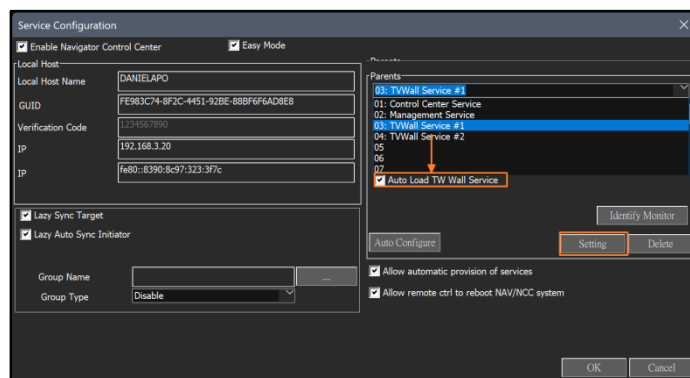 Service Configuration
Enable Navigator Control Center
Easy Mode
Local Host
Local Host Name
DANIELAPO
GUID
FE983C74-8F2C-4451-92BE-88BF6F6AD8E8
Verification Code
1234567890
IP
192.168.3.20
IP
fe80::8390:8c97:323:3f7c
Lazy Sync Target
Lazy Auto Sync Initiator
Group Name
...
Group Type
Disable
Parents
Parents
03: TVWall Service #1
01: Control Center Service
02: Management Service
03: TVWall Service #1
04: TVWall Service #2
05
06
07
Auto Load TW Wall Service
Identify Monitor
Auto Configure
Setting
Delete
Allow automatic provision of services
Allow remote ctrl to reboot NAV/NCC system
OK
Cancel